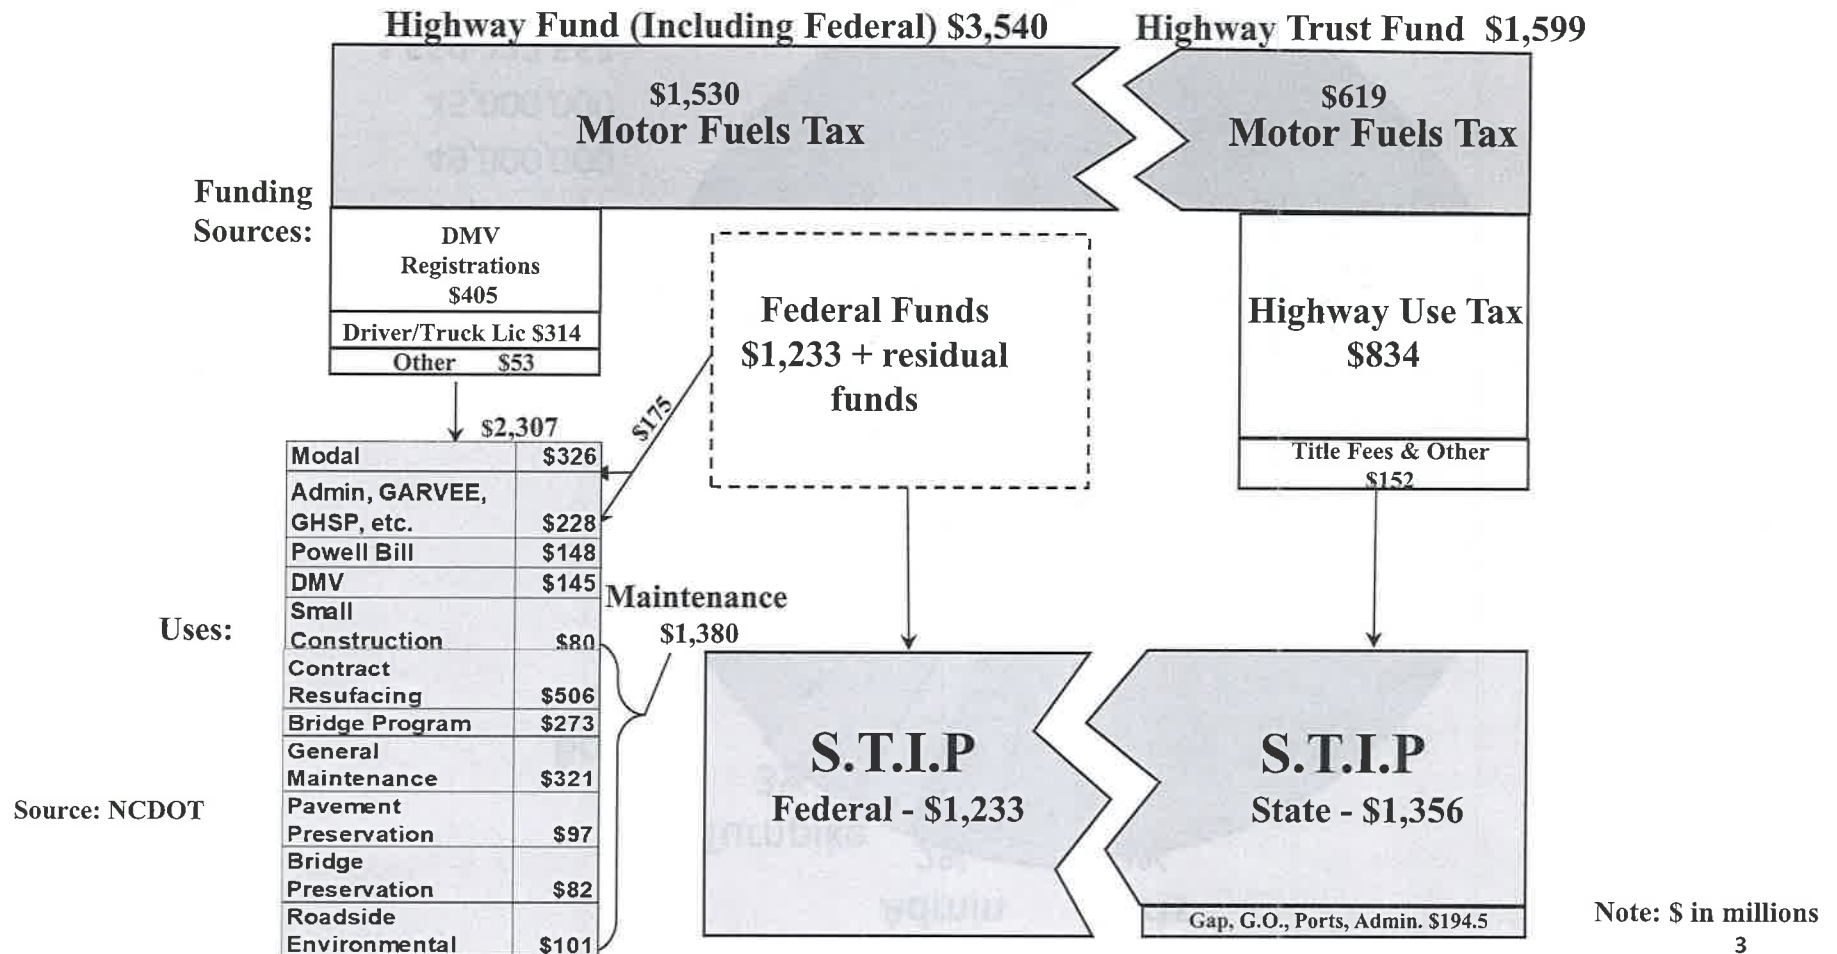 Highway Fund (Including Federal) $3,540
Highway Trust Fund $1,599
$1,530
Motor Fuels Tax
$619
Motor Fuels Tax
Funding
Sources:
DMV
Registrations
$405
Driver/Truck Lic $314
Other $53
Federal Funds
$1,233 + residual
funds
Highway Use Tax
$834
Title Fees & Other
$152
$175
$2,307
Uses:
Modal $326
Admin, GARVEE,
GHSP, etc. $228
Powell Bill $148
DMV $145
Small
Construction $80
Contract
Resufacing $506
Bridge Program $273
General
Maintenance $321
Pavement
Preservation $97
Bridge
Preservation $82
Roadside
Environmental $101
Maintenance
$1,380
S.T.I.P
Federal - $1,233
S.T.I.P
State - $1,356
Gap, G.O., Ports, Admin. $194.5
Source: NCDOT
Note: $ in millions
3